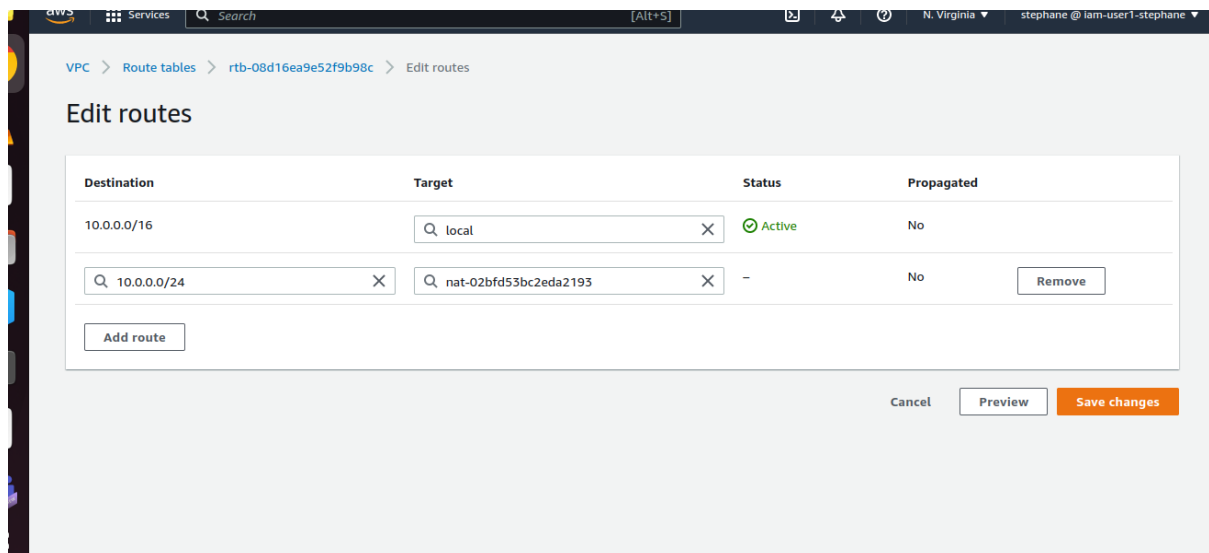 aws Services Search [Alt+S] N. Virginia stephane @ iam-user1-stephane
VPC > Route tables > rtb-08d16ea9e52f9b98c > Edit routes
Edit routes
Destination Target Status Propagated
10.0.0.0/16 local Active No
10.0.0.0/24 nat-02bfd53bc2eda2193 – No Remove
Add route
Cancel Preview Save changes